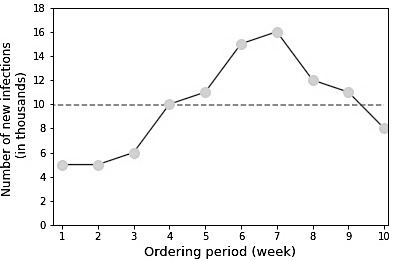 Number of new infections
(in thousands)
18
16
14
12
10
8
6
4
2
0
1 2 3 4 5 6 7 8 9 10
Ordering period (week)